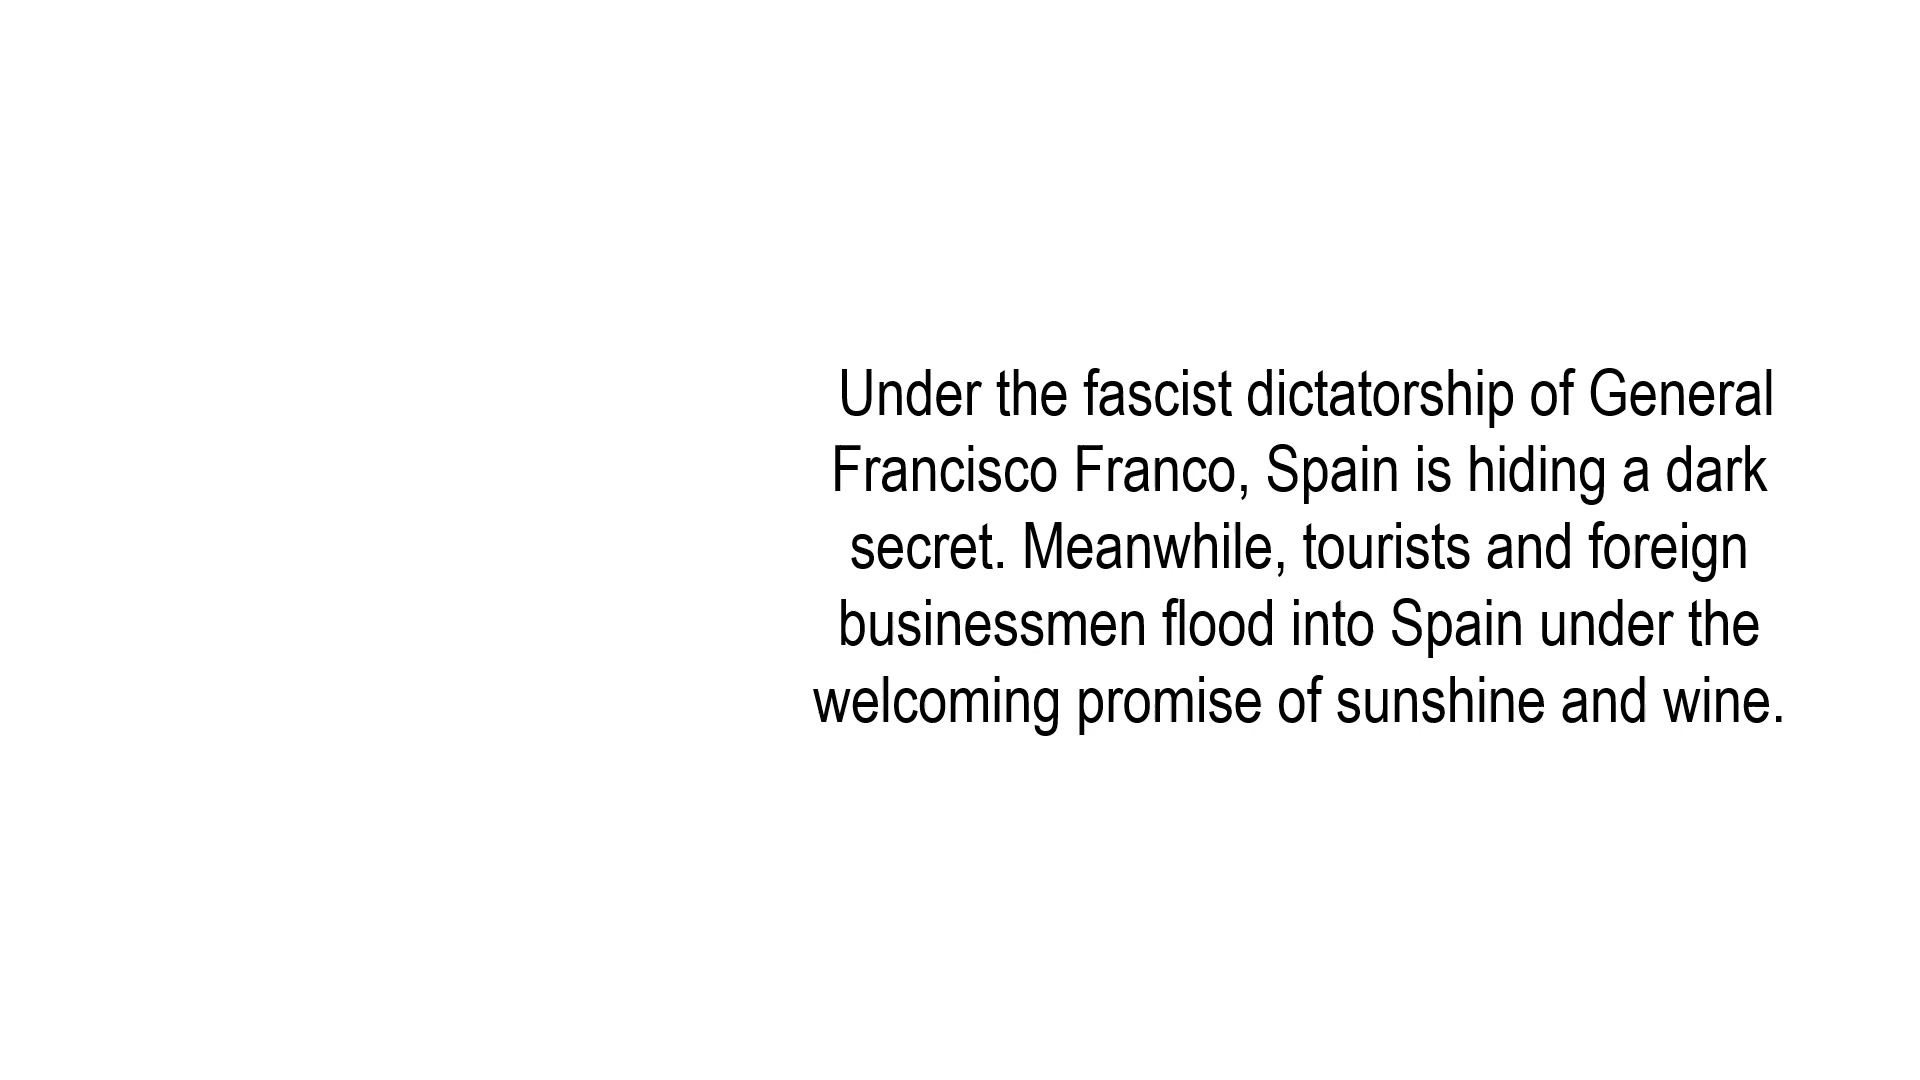 Under the fascist dictatorship of General
Francisco Franco, Spain is hiding a dark
secret. Meanwhile, tourists and foreign
businessmen flood into Spain under the
welcoming promise of sunshine and wine.